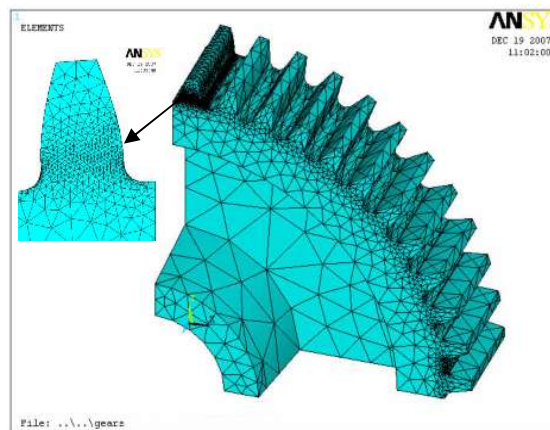 1
ELEMENTS
ANSYS
DEC 19 2007
11:02:00
ANSYS
File: ..\..\gears